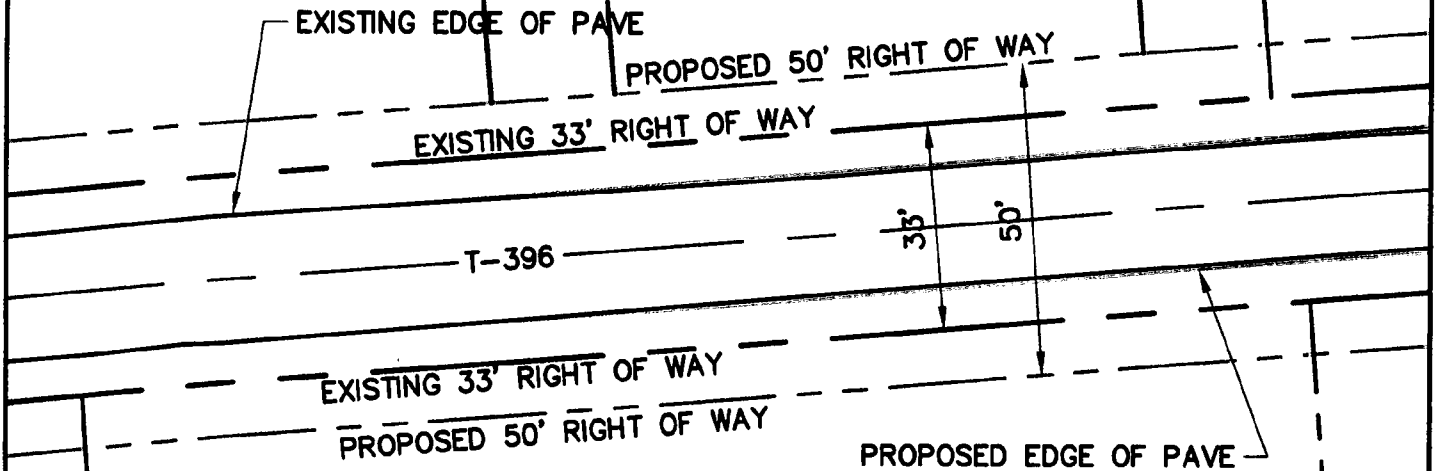 EXISTING EDGE OF PAVE
PROPOSED 50' RIGHT OF WAY
EXISTING 33' RIGHT OF WAY
33'
50'
T-396
EXISTING 33' RIGHT OF WAY
PROPOSED 50' RIGHT OF WAY
PROPOSED EDGE OF PAVE